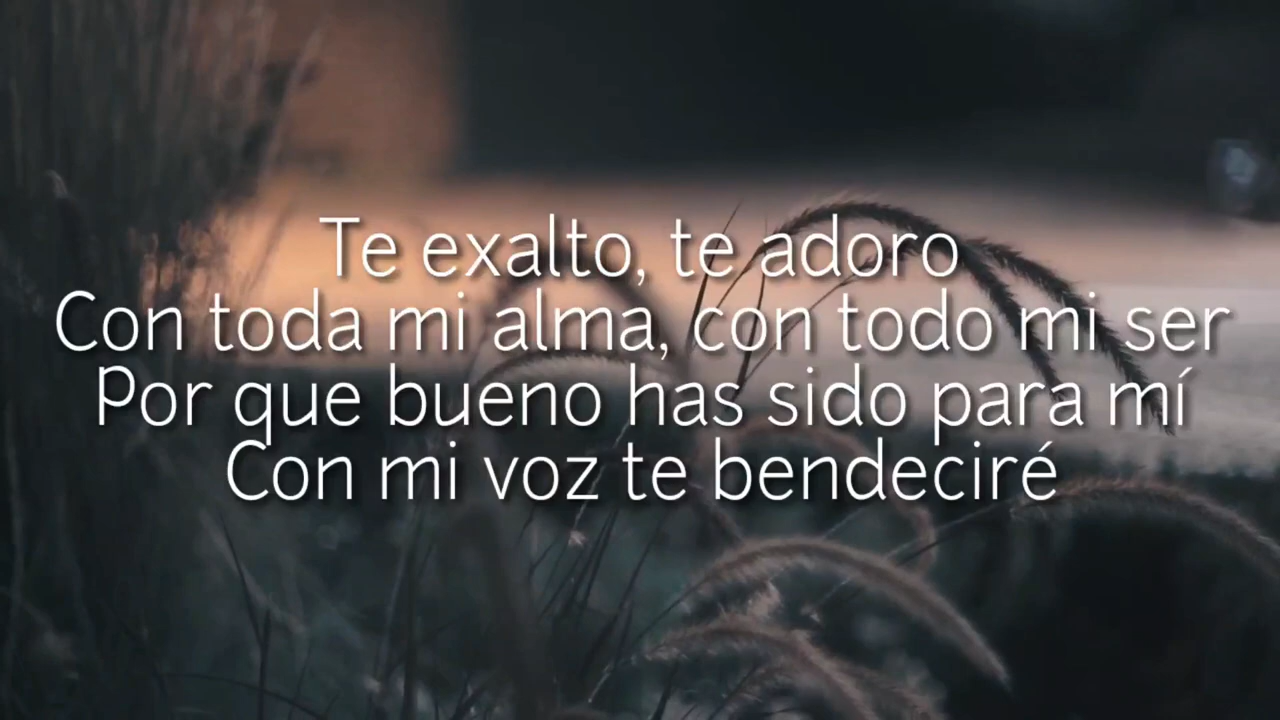 Te exalto, te adoro
Con toda mi alma, con todo mi ser
Por que bueno has sido para mí
Con mi voz te bendeciré